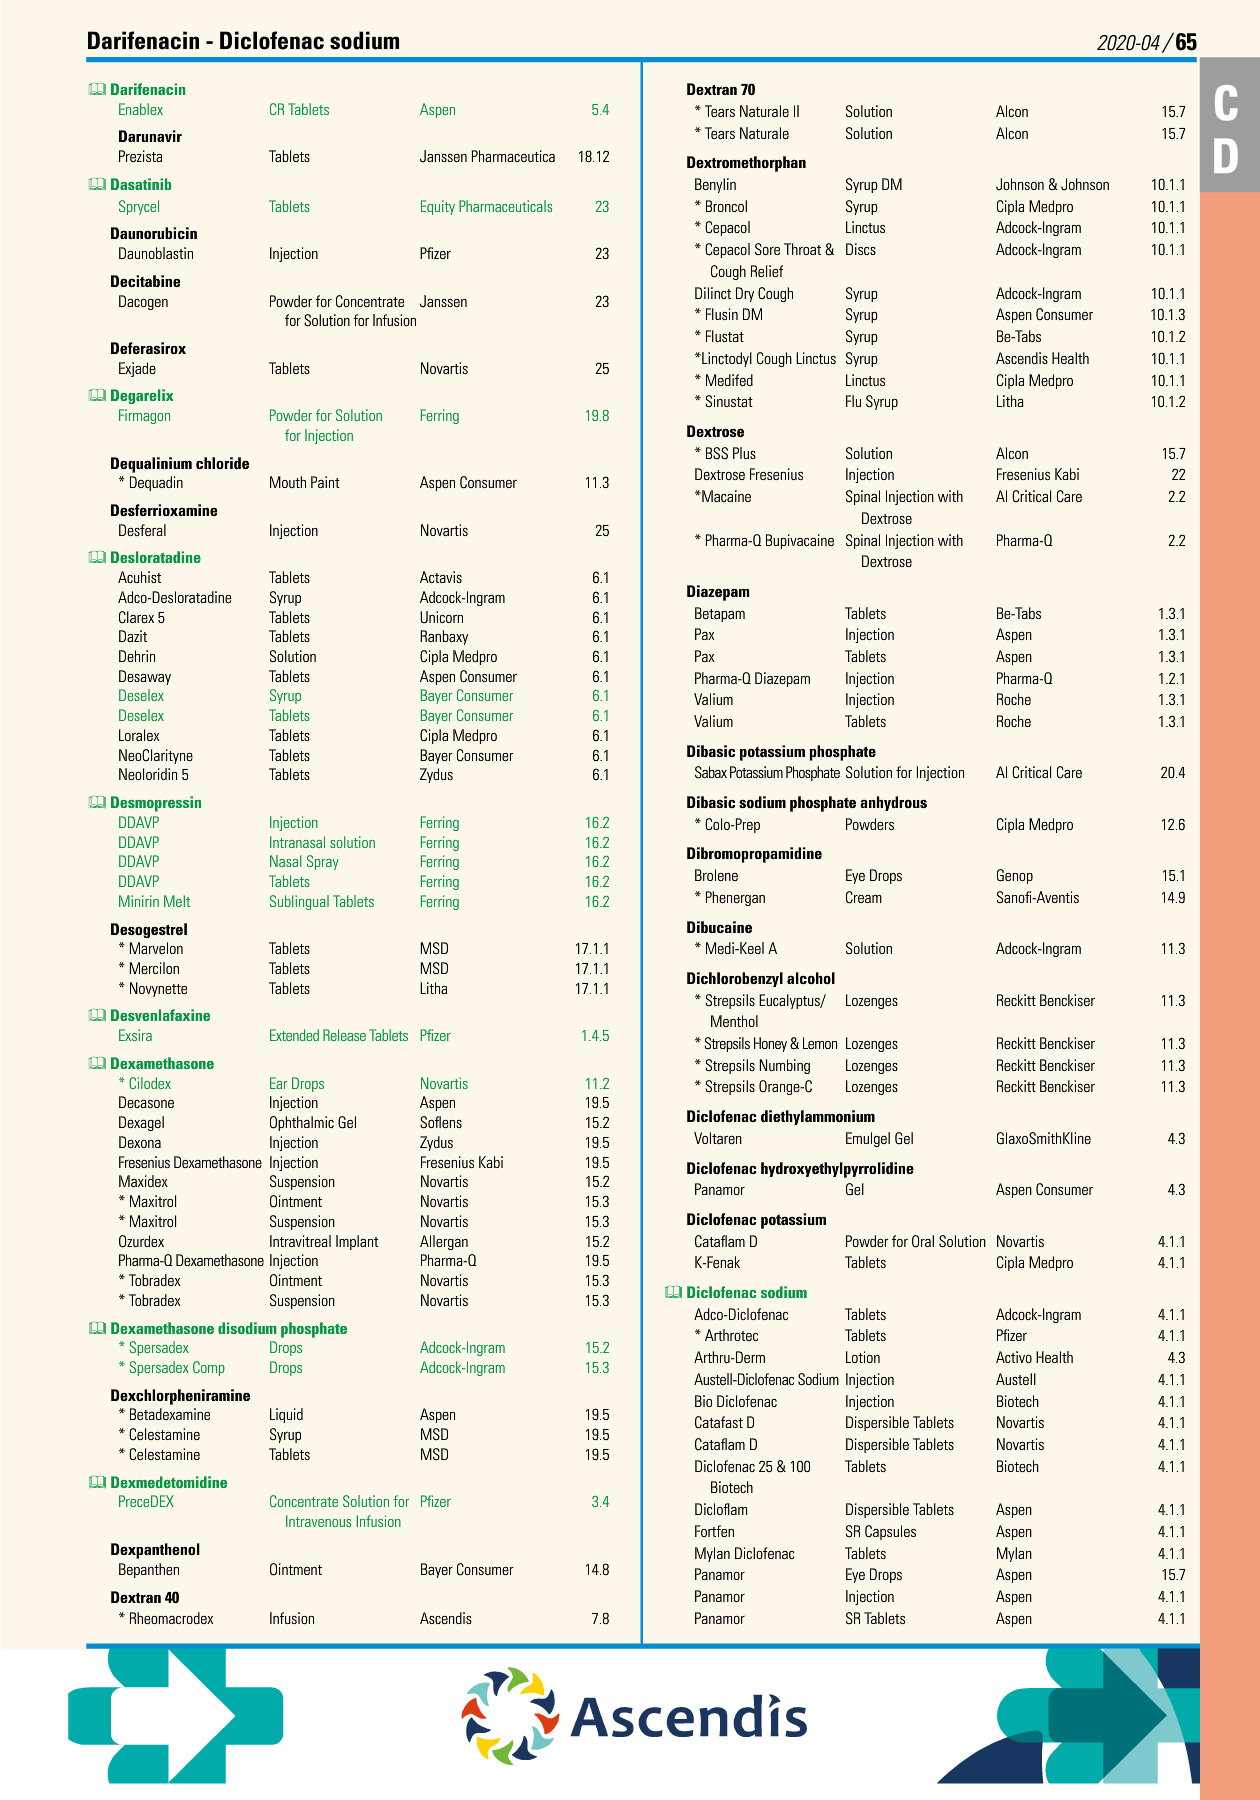 Darifenacin - Diclofenac sodium 2020-04 / 65
C
D
Darifenacin
Enablex CR Tablets Aspen 5.4
Darunavir
Prezista Tablets Janssen Pharmaceutica 18.12
Dasatinib
Sprycel Tablets Equity Pharmaceuticals 23
Daunorubicin
Daunoblastin Injection Pfizer 23
Decitabine
Dacogen Powder for Concentrate Janssen 23
for Solution for Infusion
Deferasirox
Exjade Tablets Novartis 25
Degarelix
Firmagon Powder for Solution Ferring 19.8
for Injection
Dequalinium chloride
* Dequadin Mouth Paint Aspen Consumer 11.3
Desferrioxamine
Desferal Injection Novartis 25
Desloratadine
Acuhist Tablets Actavis 6.1
Adco-Desloratadine Syrup Adcock-Ingram 6.1
Clarex 5 Tablets Unicorn 6.1
Dazit Tablets Ranbaxy 6.1
Dehrin Solution Cipla Medpro 6.1
Desaway Tablets Aspen Consumer 6.1
Deselex Syrup Bayer Consumer 6.1
Deselex Tablets Bayer Consumer 6.1
Loralex Tablets Cipla Medpro 6.1
NeoClarityne Tablets Bayer Consumer 6.1
Neoloridin 5 Tablets Zydus 6.1
Desmopressin
DDAVP Injection Ferring 16.2
DDAVP Intranasal solution Ferring 16.2
DDAVP Nasal Spray Ferring 16.2
DDAVP Tablets Ferring 16.2
Minirin Melt Sublingual Tablets Ferring 16.2
Desogestrel
* Marvelon Tablets MSD 17.1.1
* Mercilon Tablets MSD 17.1.1
* Novynette Tablets Litha 17.1.1
Desvenlafaxine
Exsira Extended Release Tablets Pfizer 1.4.5
Dexamethasone
* Cilodex Ear Drops Novartis 11.2
Decasone Injection Aspen 19.5
Dexagel Ophthalmic Gel Soflens 15.2
Dexona Injection Zydus 19.5
Fresenius Dexamethasone Injection Fresenius Kabi 19.5
Maxidex Suspension Novartis 15.2
* Maxitrol Ointment Novartis 15.3
* Maxitrol Suspension Novartis 15.3
Ozurdex Intravitreal Implant Allergan 15.2
Pharma-Q Dexamethasone Injection Pharma-Q 19.5
* Tobradex Ointment Novartis 15.3
* Tobradex Suspension Novartis 15.3
Dexamethasone disodium phosphate
* Spersadex Drops Adcock-Ingram 15.2
* Spersadex Comp Drops Adcock-Ingram 15.3
Dexchlorpheniramine
* Betadexamine Liquid Aspen 19.5
* Celestamine Syrup MSD 19.5
* Celestamine Tablets MSD 19.5
Dexmedetomidine
PreceDEX Concentrate Solution for Pfizer 3.4
Intravenous Infusion
Dexpanthenol
Bepanthen Ointment Bayer Consumer 14.8
Dextran 40
* Rheomacrodex Infusion Ascendis 7.8
Dextran 70
* Tears Naturale II Solution Alcon 15.7
* Tears Naturale Solution Alcon 15.7
Dextromethorphan
Benylin Syrup DM Johnson & Johnson 10.1.1
* Broncol Syrup Cipla Medpro 10.1.1
* Cepacol Linctus Adcock-Ingram 10.1.1
* Cepacol Sore Throat & Discs Adcock-Ingram 10.1.1
Cough Relief
Dilinct Dry Cough Syrup Adcock-Ingram 10.1.1
* Flusin DM Syrup Aspen Consumer 10.1.3
* Flustat Syrup Be-Tabs 10.1.2
*Linctodyl Cough Linctus Syrup Ascendis Health 10.1.1
* Medifed Linctus Cipla Medpro 10.1.1
* Sinustat Flu Syrup Litha 10.1.2
Dextrose
* BSS Plus Solution Alcon 15.7
Dextrose Fresenius Injection Fresenius Kabi 22
*Macaine Spinal Injection with AI Critical Care 2.2
Dextrose
* Pharma-Q Bupivacaine Spinal Injection with Pharma-Q 2.2
Dextrose
Diazepam
Betapam Tablets Be-Tabs 1.3.1
Pax Injection Aspen 1.3.1
Pax Tablets Aspen 1.3.1
Pharma-Q Diazepam Injection Pharma-Q 1.2.1
Valium Injection Roche 1.3.1
Valium Tablets Roche 1.3.1
Dibasic potassium phosphate
Sabax Potassium Phosphate Solution for Injection AI Critical Care 20.4
Dibasic sodium phosphate anhydrous
* Colo-Prep Powders Cipla Medpro 12.6
Dibromopropamidine
Brolene Eye Drops Genop 15.1
* Phenergan Cream Sanofi-Aventis 14.9
Dibucaine
* Medi-Keel A Solution Adcock-Ingram 11.3
Dichlorobenzyl alcohol
* Strepsils Eucalyptus/ Lozenges Reckitt Benckiser 11.3
Menthol
* Strepsils Honey & Lemon Lozenges Reckitt Benckiser 11.3
* Strepsils Numbing Lozenges Reckitt Benckiser 11.3
* Strepsils Orange-C Lozenges Reckitt Benckiser 11.3
Diclofenac diethylammonium
Voltaren Emulgel Gel GlaxoSmithKline 4.3
Diclofenac hydroxyethylpyrrolidine
Panamor Gel Aspen Consumer 4.3
Diclofenac potassium
Cataflam D Powder for Oral Solution Novartis 4.1.1
K-Fenak Tablets Cipla Medpro 4.1.1
Diclofenac sodium
Adco-Diclofenac Tablets Adcock-Ingram 4.1.1
* Arthrotec Tablets Pfizer 4.1.1
Arthru-Derm Lotion Activo Health 4.3
Austell-Diclofenac Sodium Injection Austell 4.1.1
Bio Diclofenac Injection Biotech 4.1.1
Catafast D Dispersible Tablets Novartis 4.1.1
Cataflam D Dispersible Tablets Novartis 4.1.1
Diclofenac 25 & 100 Tablets Biotech 4.1.1
Biotech
Dicloflam Dispersible Tablets Aspen 4.1.1
Fortfen SR Capsules Aspen 4.1.1
Mylan Diclofenac Tablets Mylan 4.1.1
Panamor Eye Drops Aspen 15.7
Panamor Injection Aspen 4.1.1
Panamor SR Tablets Aspen 4.1.1
Ascendis